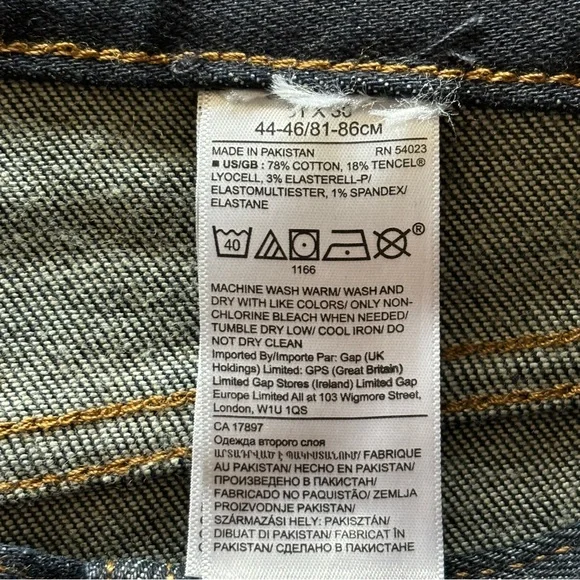 31 X 30
44-46/81-86CM
MADE IN PAKISTAN RN 54023
■ US/GB : 78% COTTON, 18% TENCEL®
LYOCELL, 3% ELASTERELL-P/
ELASTOMULTIESTER, 1% SPANDEX/
ELASTANE
40
®
1166
MACHINE WASH WARM/ WASH AND
DRY WITH LIKE COLORS/ ONLY NON-
CHLORINE BLEACH WHEN NEEDED/
TUMBLE DRY LOW/ COOL IRON/ DO
NOT DRY CLEAN
Imported By/Importe Par: Gap (UK
Holdings) Limited: GPS (Great Britain)
Limited Gap Stores (Ireland) Limited Gap
Europe Limited All at 103 Wigmore Street,
London, W1U 1QS
CA 17897
Одежда второго слоя
ԱՐՏԱԴՐՎԱԾ Է ՊԱԿԻՍՏԱՆՈՒՄ/ FABRIQUE
AU PAKISTAN/ HECHO EN PAKISTAN/
ПРОИЗВЕДЕНО В ПАКИСТАН/
FABRICADO NO PAQUISTÃO/ ZEMLJA
PROIZVODNJE PAKISTAN/
SZÁRMAZÁSI HELY: PAKISZTÁN/
DIBUAT DI PAKISTAN/ FABRICAT ÎN
PAKISTAN/ СДЕЛАНО В ПАКИСТАНЕ